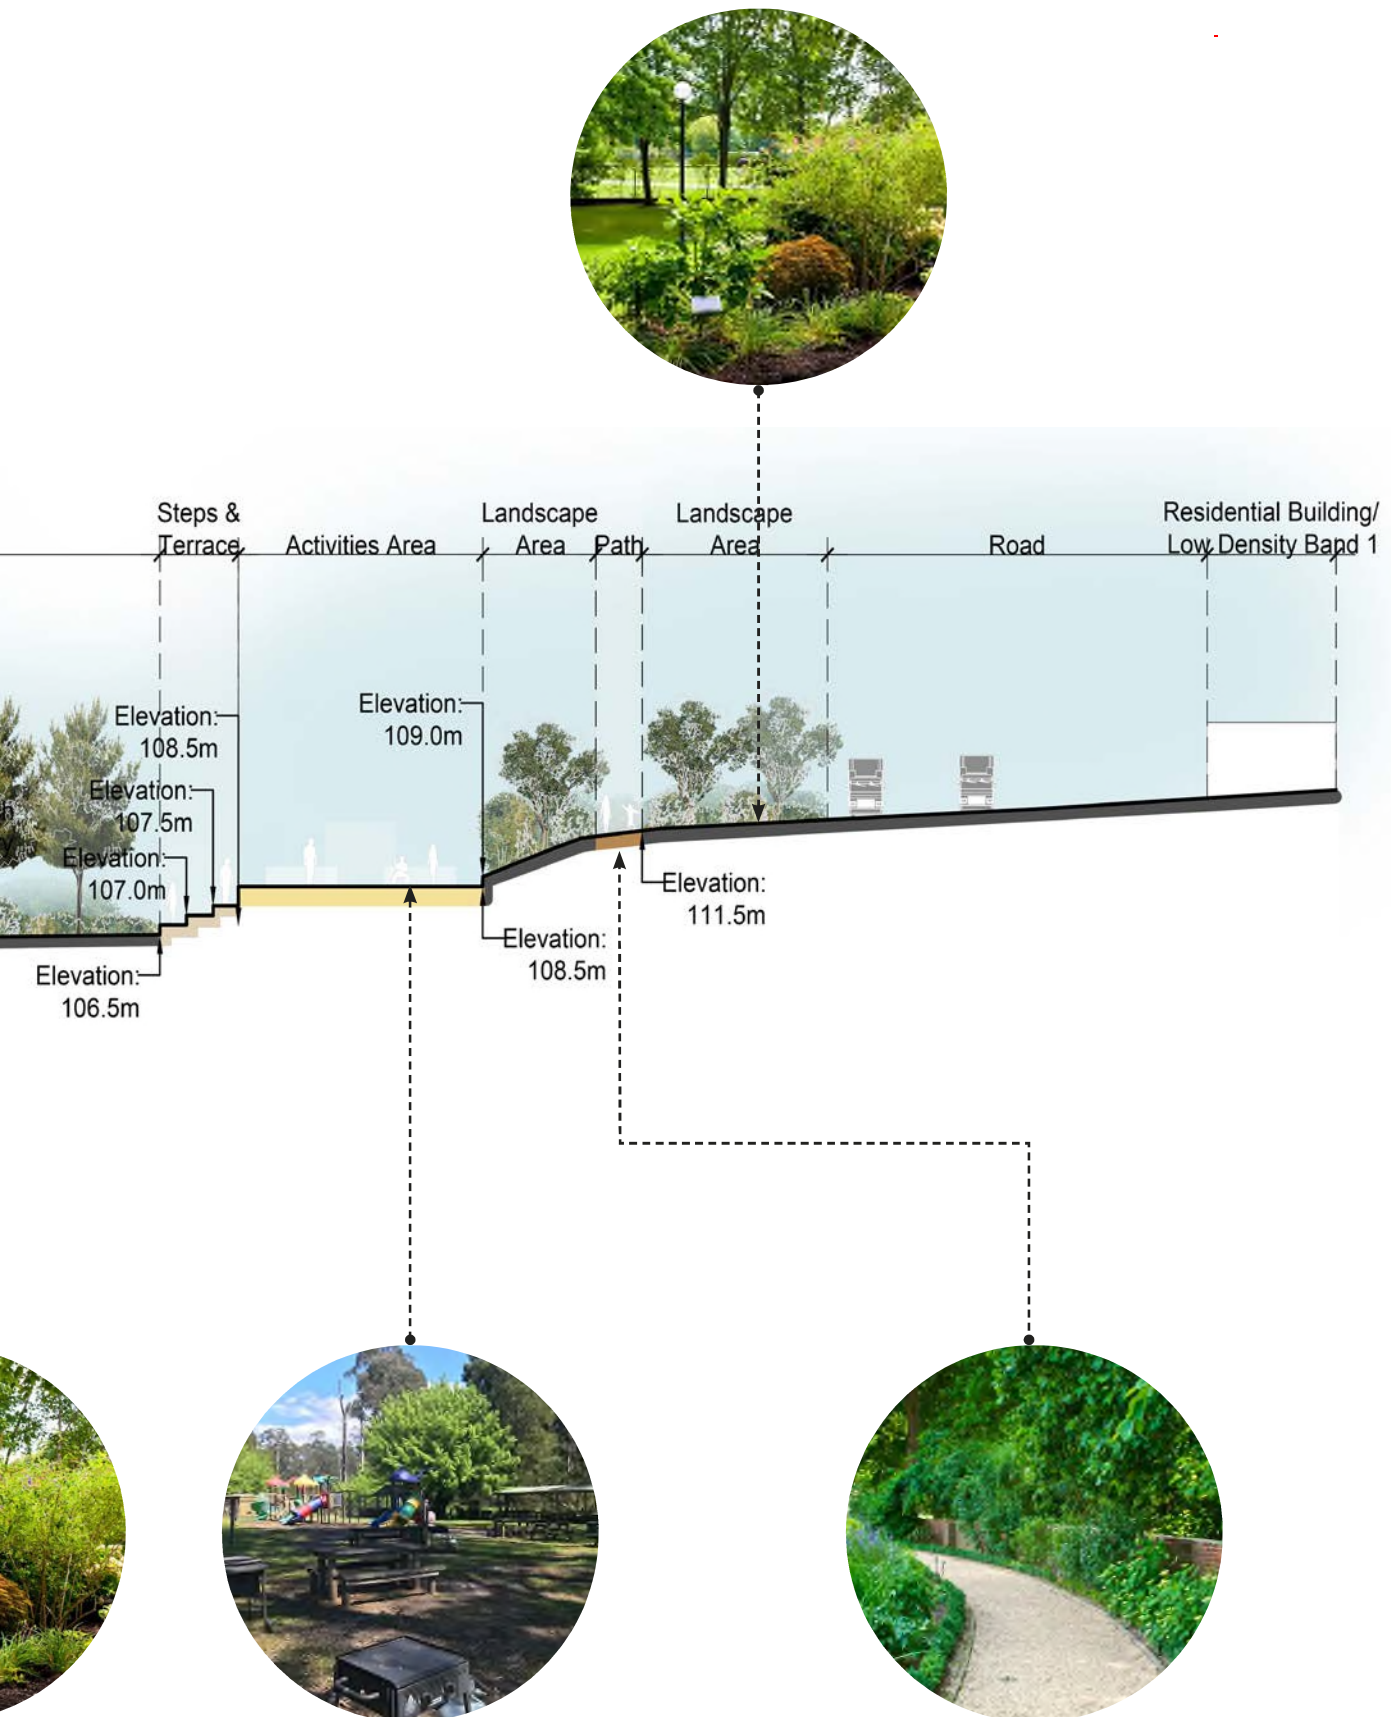 Steps &
Terrace
Activities Area
Landscape
Area
Path
Landscape
Area
Road
Residential Building/
Low Density Band 1
Elevation:
108.5m
Elevation:
109.0m
Elevation:
107.5m
Elevation:
107.0m
Elevation:
111.5m
Elevation:
108.5m
Elevation:
106.5m